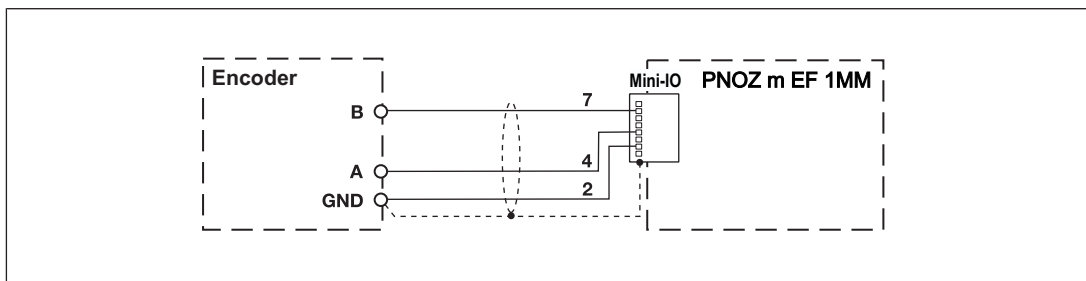 Encoder
Mini-IO
PNOZ m EF 1MM
B
7
A
4
GND
2